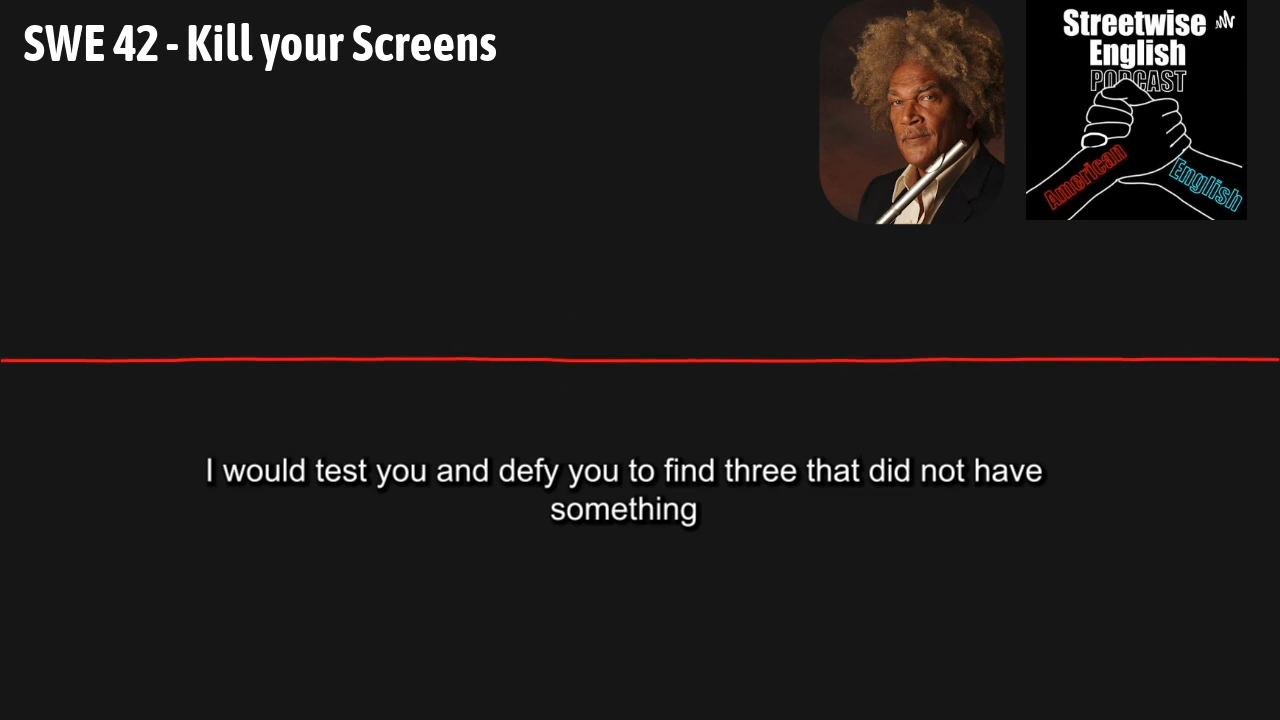 SWE 42 - Kill your Screens
Streetwise
English
PODCAST
American
English
I would test you and defy you to find three that did not have
something